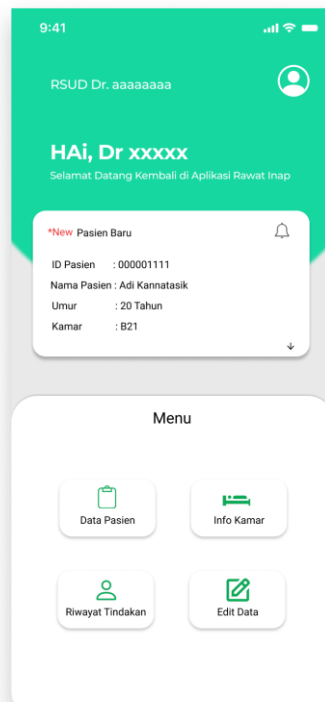 9:41
RSUD Dr. aaaaaaaa
HAi, Dr xxxxx
Selamat Datang Kembali di Aplikasi Rawat Inap
*New Pasien Baru
ID Pasien : 000001111
Nama Pasien : Adi Kannatasik
Umur : 20 Tahun
Kamar : B21
Menu
Data Pasien
Info Kamar
Riwayat Tindakan
Edit Data